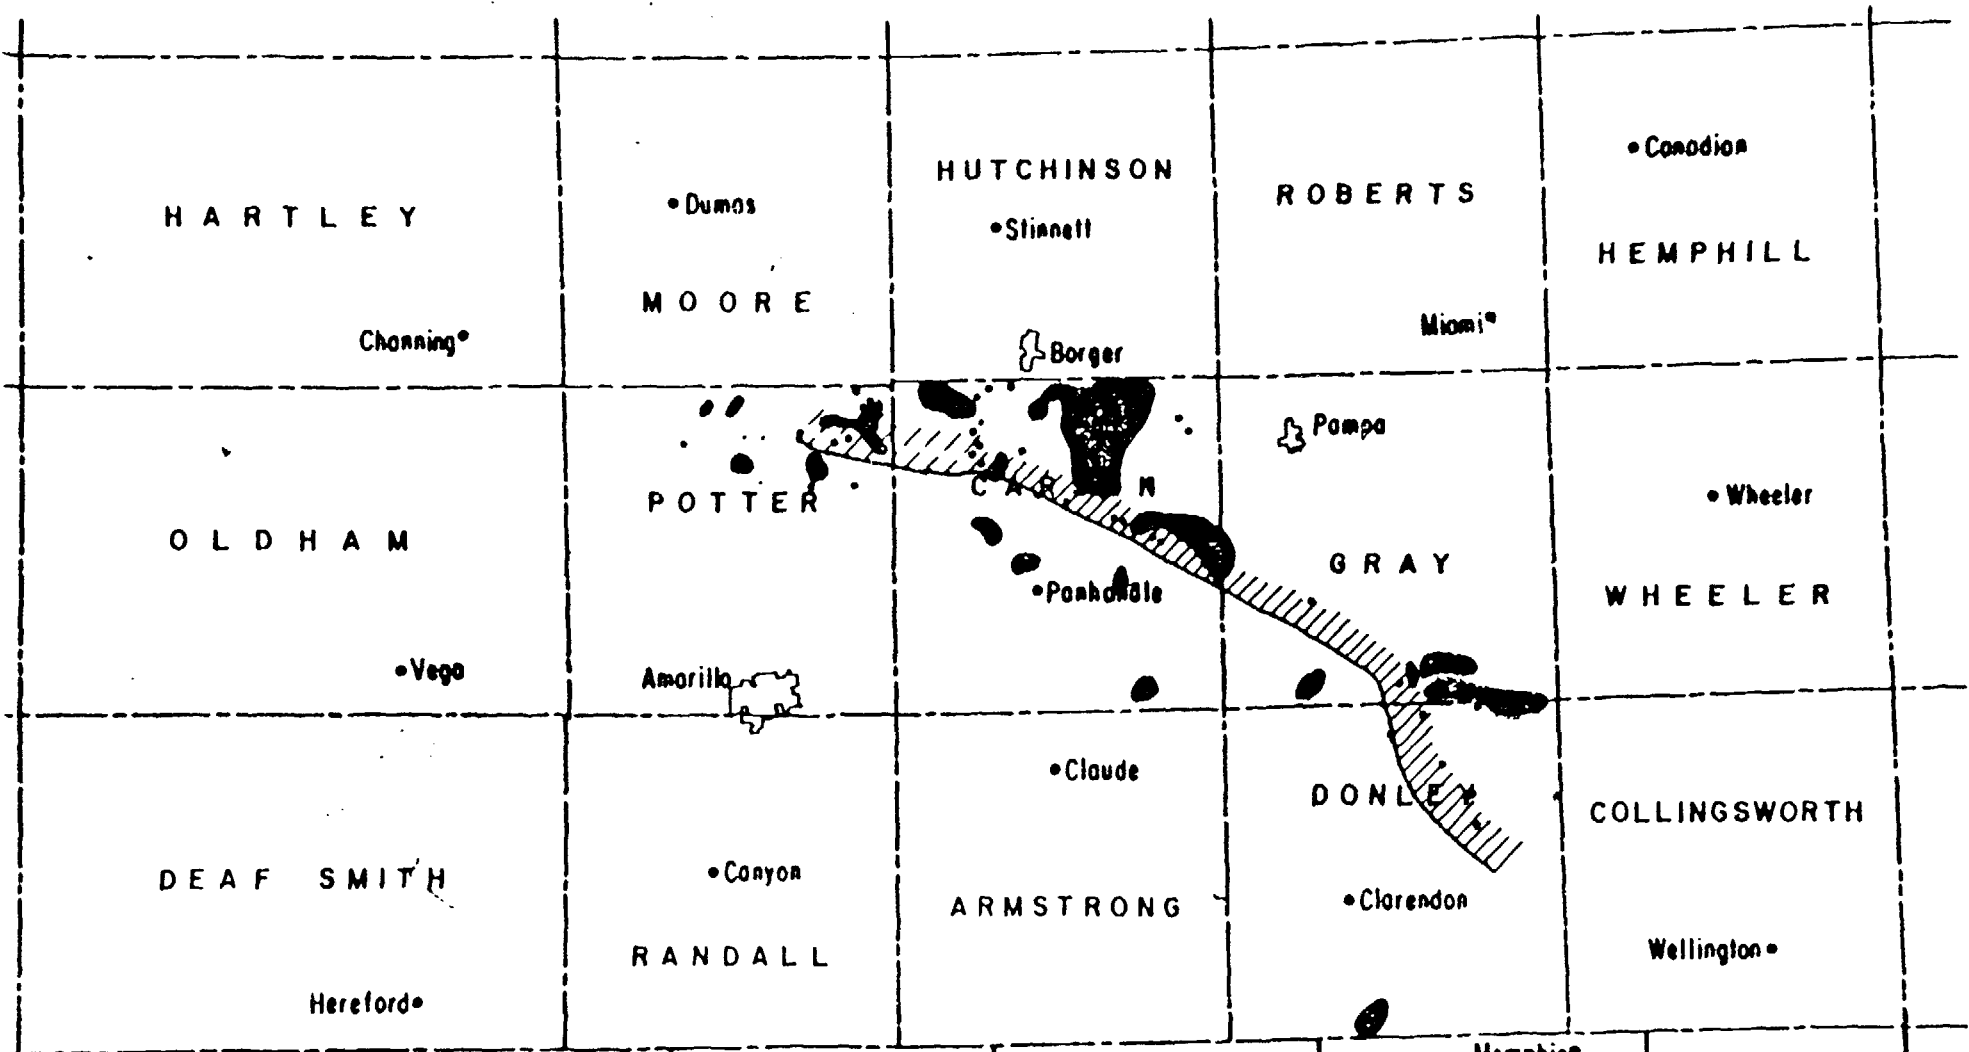 Canadian
HUTCHINSON
ROBERTS
Dumas
HARTLEY
Stinnett
HEMPHILL
MOORE
Miami
Channing
Borger
Pampa
POTTER
Wheeler
OLDHAM
GRAY
Panhandle
WHEELER
Vega
Amarillo
Claude
DONLEY
COLLINGSWORTH
DEAF SMITH
Canyon
Clarendon
ARMSTRONG
Wellington
RANDALL
Hereford